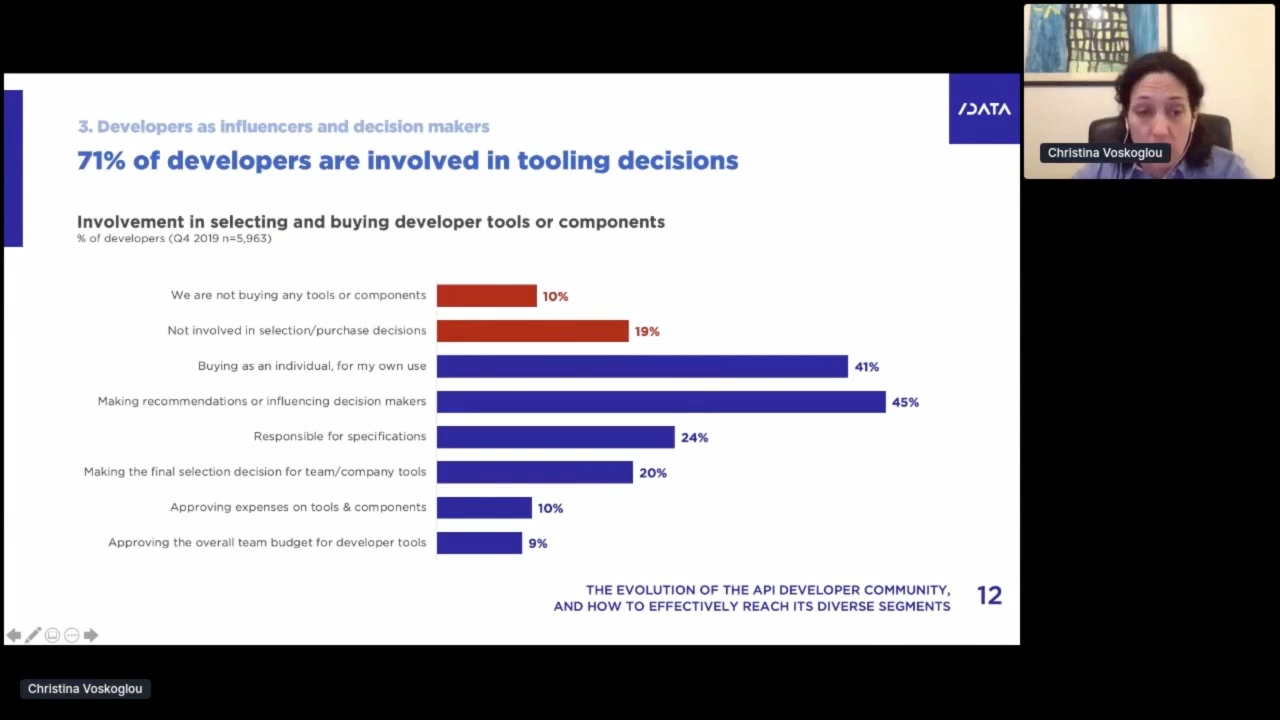 3. Developers as influencers and decision makers
/DATA
71% of developers are involved in tooling decisions
Christina Voskoglou
Involvement in selecting and buying developer tools or components
% of developers (Q4 2019 n=5,963)
We are not buying any tools or components 10%
Not involved in selection/purchase decisions 19%
Buying as an individual, for my own use 41%
Making recommendations or influencing decision makers 45%
Responsible for specifications 24%
Making the final selection decision for team/company tools 20%
Approving expenses on tools & components 10%
Approving the overall team budget for developer tools 9%
THE EVOLUTION OF THE API DEVELOPER COMMUNITY,
AND HOW TO EFFECTIVELY REACH ITS DIVERSE SEGMENTS
12
Christina Voskoglou